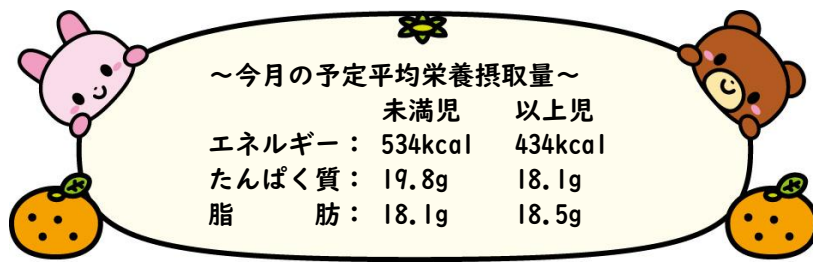 ～今月の予定平均栄養摂取量～
未満児 以上児
エネルギー： 534kcal 434kcal
たんぱく質： 19.8g 18.1g
脂 肪： 18.1g 18.5g